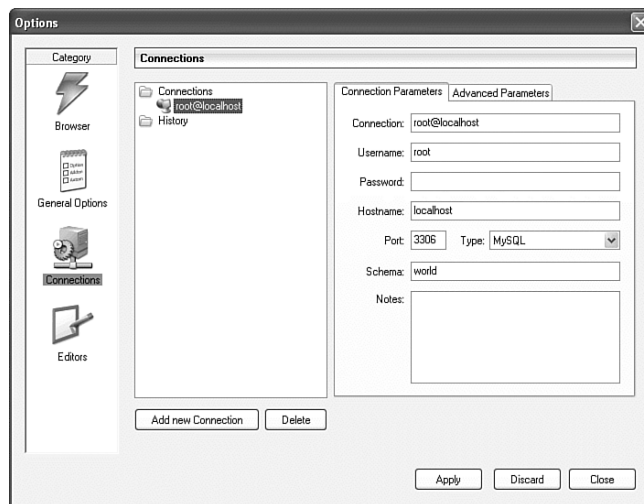 Options
Category
Browser
General Options
Connections
Editors
Connections
Connections
root@localhost
History
Add new Connection
Delete
Connection Parameters
Advanced Parameters
Connection: root@localhost
Username: root
Password:
Hostname: localhost
Port: 3306 Type: MySQL
Schema: world
Notes:
Apply
Discard
Close